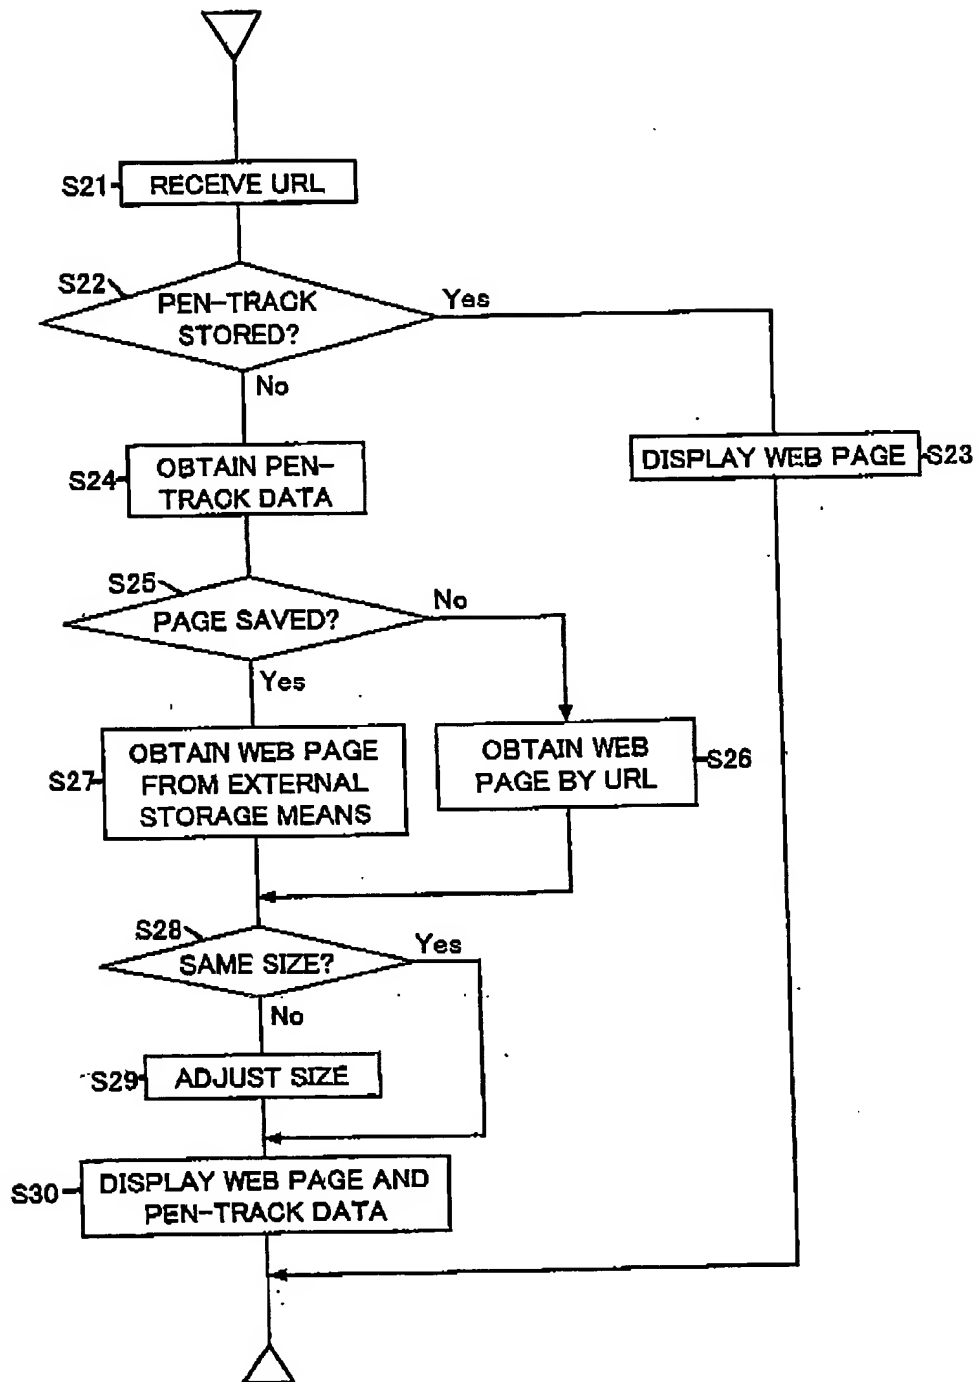 S21
RECEIVE URL
S22
PEN-TRACK
STORED?
Yes
No
S24
OBTAIN PEN-
TRACK DATA
DISPLAY WEB PAGE
S23
S25
PAGE SAVED?
No
Yes
S27
OBTAIN WEB PAGE
FROM EXTERNAL
STORAGE MEANS
OBTAIN WEB
PAGE BY URL
S26
S28
SAME SIZE?
Yes
No
S29
ADJUST SIZE
S30
DISPLAY WEB PAGE AND
PEN-TRACK DATA